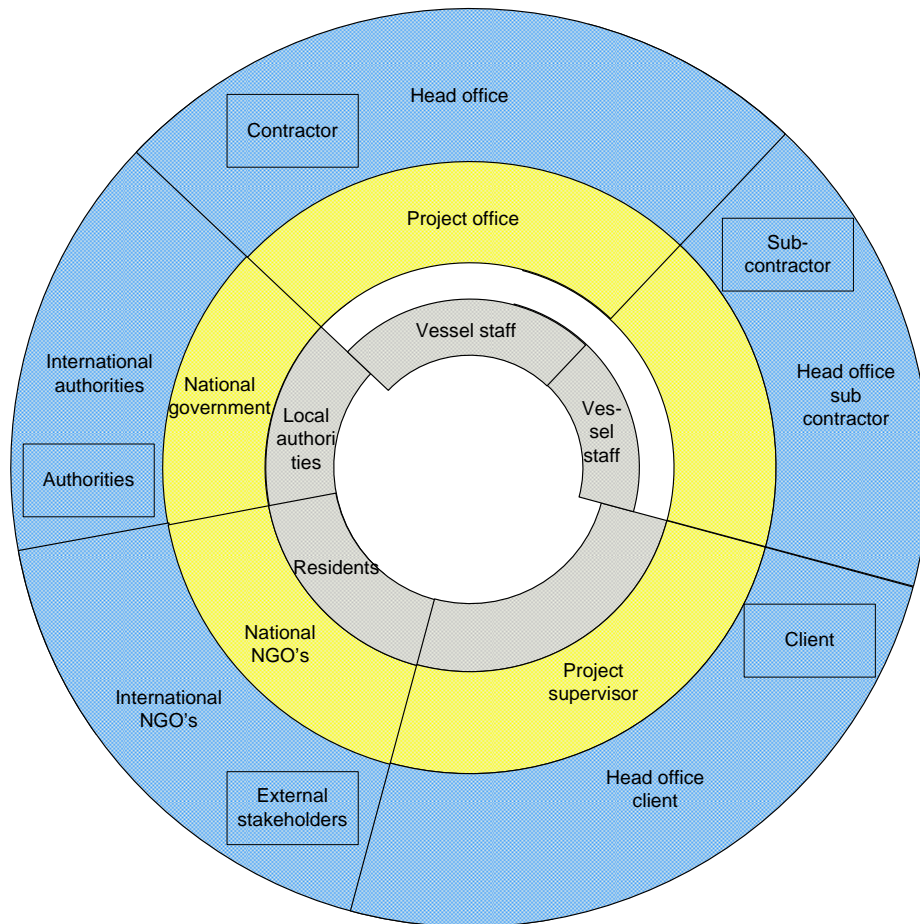 Head office
Contractor
Project office
Sub-
contractor
Vessel staff
International
authorities
National
government
Local
authori
ties
Ves-
sel
staff
Head office
sub
contractor
Authorities
Residents
National
NGO's
International
NGO's
Project
supervisor
Client
Head office
client
External
stakeholders